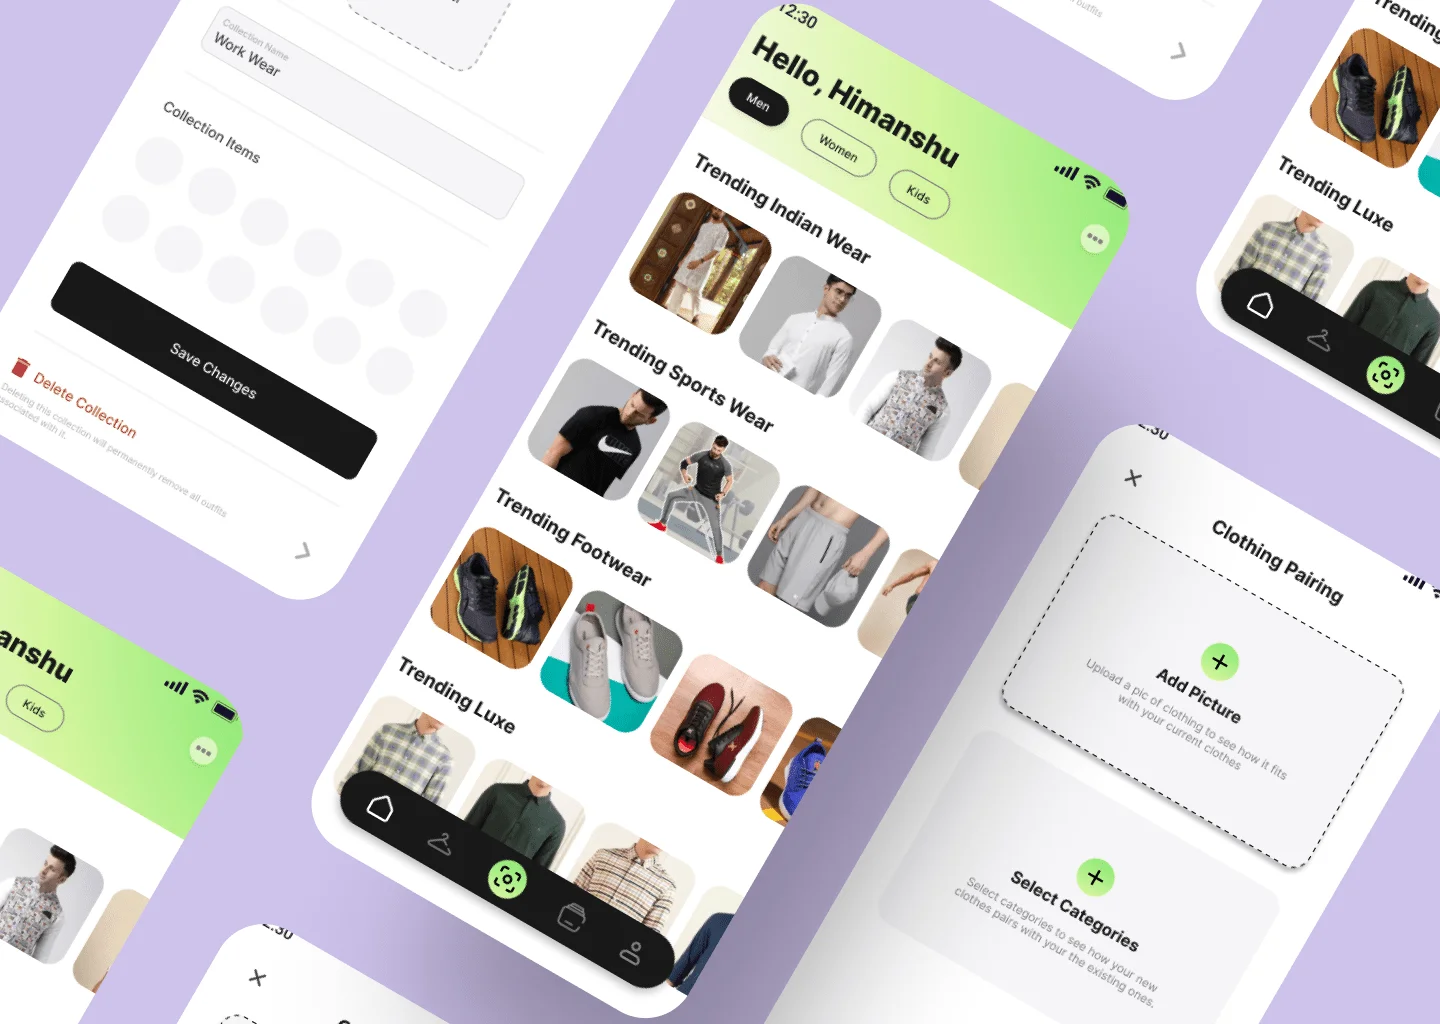 Collection Name
Work Wear
Collection Items
Save Changes
Delete Collection
Deleting this collection will permanently remove all outfits
associated with it.
12:30
Hello, Himanshu
Men
Women
Kids
Trending Indian Wear
Trending Sports Wear
Trending Footwear
Trending Luxe
outfits
Trending
Trending Luxe
Clothing Pairing
Add Picture
Upload a pic of clothing to see how it fits
with your current clothes
Select Categories
Select categories to see how your new
clothes pairs with your the existing ones.
anshu
Kids
2:30